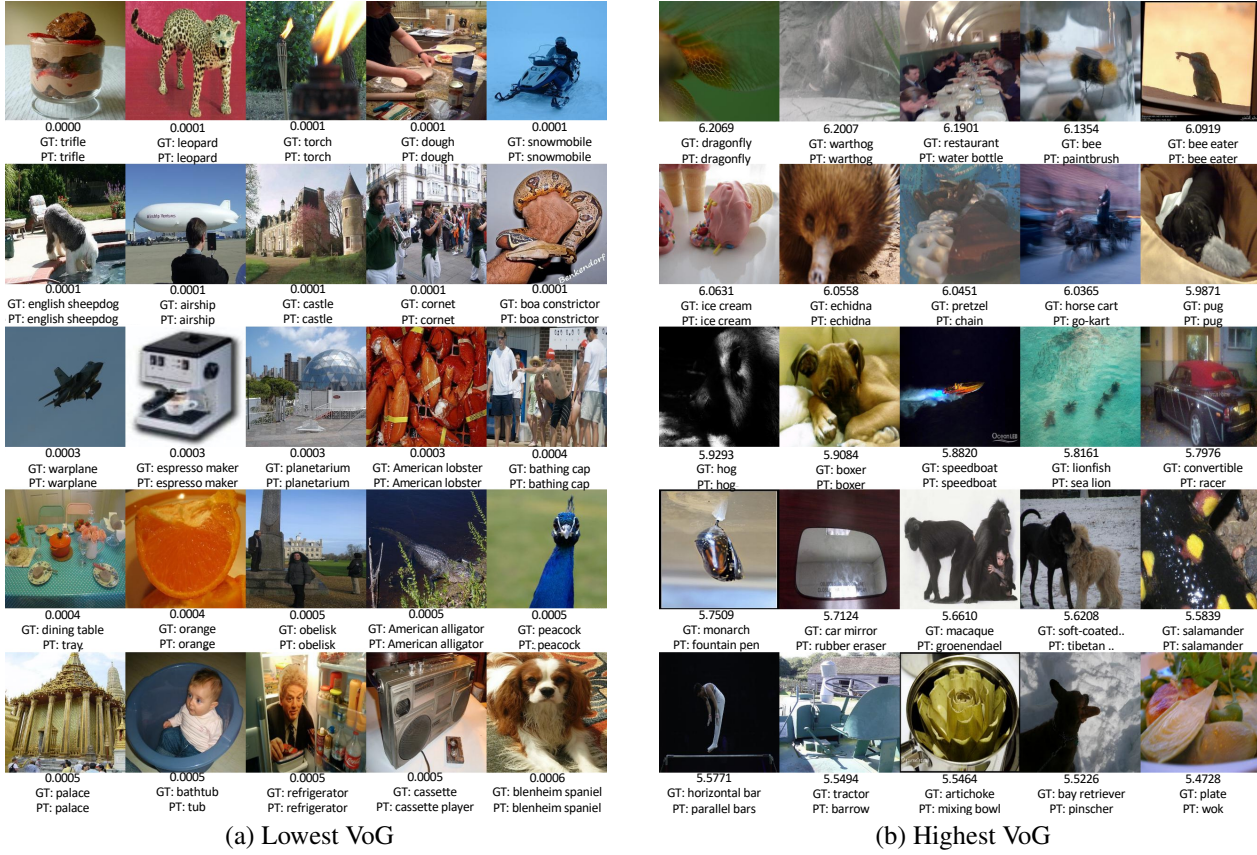 0.0000 0.0001 0.0001 0.0001 0.0001
GT: trifle GT: leopard GT: torch GT: dough GT: snowmobile
PT: trifle PT: leopard PT: torch PT: dough PT: snowmobile
Benkendorf
0.0001 0.0001 0.0001 0.0001 0.0001
GT: english sheepdog GT: airship GT: castle GT: cornet GT: boa constrictor
PT: english sheepdog PT: airship PT: castle PT: cornet PT: boa constrictor
0.0003 0.0003 0.0003 0.0003 0.0004
GT: warplane GT: espresso maker GT: planetarium GT: American lobster GT: bathing cap
PT: warplane PT: espresso maker PT: planetarium PT: American lobster PT: bathing cap
0.0004 0.0004 0.0005 0.0005 0.0005
GT: dining table GT: orange GT: obelisk GT: American alligator GT: peacock
PT: tray PT: orange PT: obelisk PT: American alligator PT: peacock
0.0005 0.0005 0.0005 0.0005 0.0006
GT: palace GT: bathtub GT: refrigerator GT: cassette GT: blenheim spaniel
PT: palace PT: tub PT: refrigerator PT: cassette player PT: blenheim spaniel
(a) Lowest VoG
6.2069 6.2007 6.1901 6.1354 6.0919
GT: dragonfly GT: warthog GT: restaurant GT: bee GT: bee eater
PT: dragonfly PT: warthog PT: water bottle PT: paintbrush PT: bee eater
6.0631 6.0558 6.0451 6.0365 5.9871
GT: ice cream GT: echidna GT: pretzel GT: horse cart GT: pug
PT: ice cream PT: echidna PT: chain PT: go-kart PT: pug
5.9293 5.9084 5.8820 5.8161 5.7976
GT: hog GT: boxer GT: speedboat GT: lionfish GT: convertible
PT: hog PT: boxer PT: speedboat PT: sea lion PT: racer
5.7509 5.7124 5.6610 5.6208 5.5839
GT: monarch GT: car mirror GT: macaque GT: soft-coated.. GT: salamander
PT: fountain pen PT: rubber eraser PT: groenendael PT: tibetan .. PT: salamander
5.5771 5.5494 5.5464 5.5226 5.4728
GT: horizontal bar GT: tractor GT: artichoke GT: bay retriever GT: plate
PT: parallel bars PT: barrow PT: mixing bowl PT: pinscher PT: wok
(b) Highest VoG